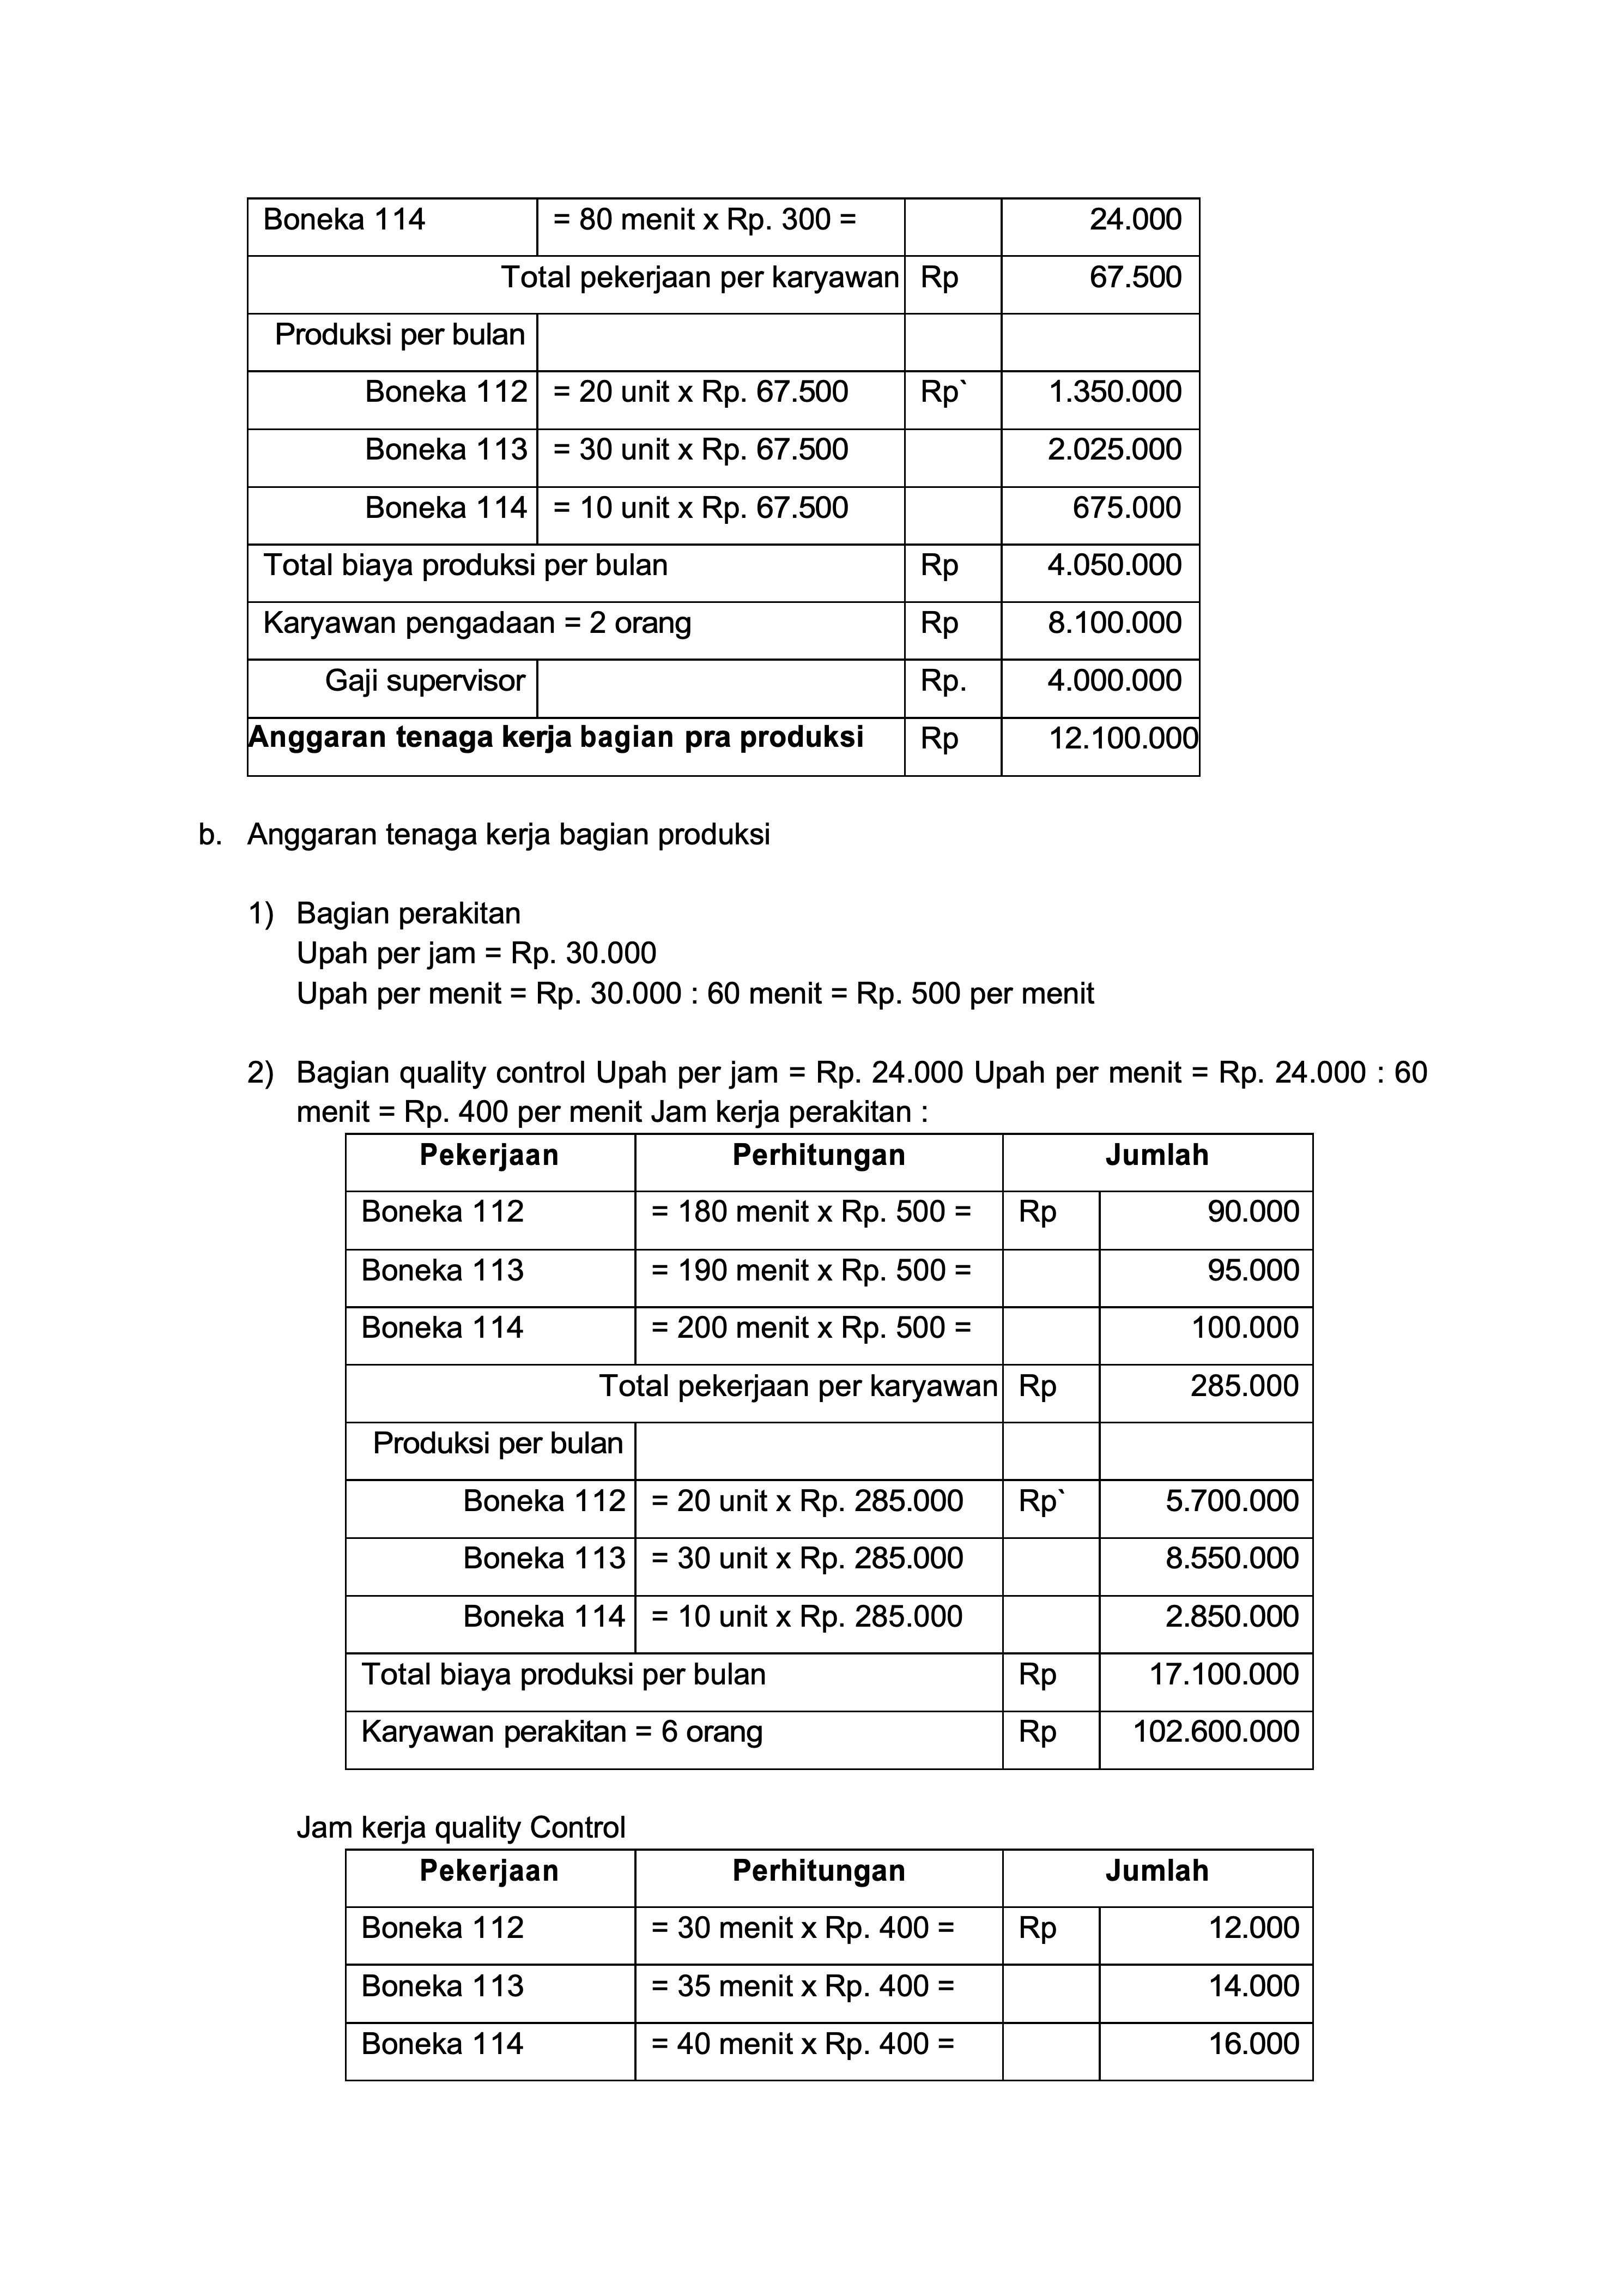 Boneka 114 = 80 menit x Rp. 300 = 24.000
Total pekerjaan per karyawan Rp 67.500
Produksi per bulan
Boneka 112 = 20 unit x Rp. 67.500 Rp` 1.350.000
Boneka 113 = 30 unit x Rp. 67.500 2.025.000
Boneka 114 = 10 unit x Rp. 67.500 675.000
Total biaya produksi per bulan Rp 4.050.000
Karyawan pengadaan = 2 orang Rp 8.100.000
Gaji supervisor Rp. 4.000.000
Anggaran tenaga kerja bagian pra produksi Rp 12.100.000
b. Anggaran tenaga kerja bagian produksi
1) Bagian perakitan
Upah per jam = Rp. 30.000
Upah per menit = Rp. 30.000 : 60 menit = Rp. 500 per menit
2) Bagian quality control Upah per jam = Rp. 24.000 Upah per menit = Rp. 24.000 : 60
menit = Rp. 400 per menit Jam kerja perakitan :
Pekerjaan Perhitungan Jumlah
Boneka 112 = 180 menit x Rp. 500 = Rp 90.000
Boneka 113 = 190 menit x Rp. 500 = 95.000
Boneka 114 = 200 menit x Rp. 500 = 100.000
Total pekerjaan per karyawan Rp 285.000
Produksi per bulan
Boneka 112 = 20 unit x Rp. 285.000 Rp` 5.700.000
Boneka 113 = 30 unit x Rp. 285.000 8.550.000
Boneka 114 = 10 unit x Rp. 285.000 2.850.000
Total biaya produksi per bulan Rp 17.100.000
Karyawan perakitan = 6 orang Rp 102.600.000
Jam kerja quality Control
Pekerjaan Perhitungan Jumlah
Boneka 112 = 30 menit x Rp. 400 = Rp 12.000
Boneka 113 = 35 menit x Rp. 400 = 14.000
Boneka 114 = 40 menit x Rp. 400 = 16.000